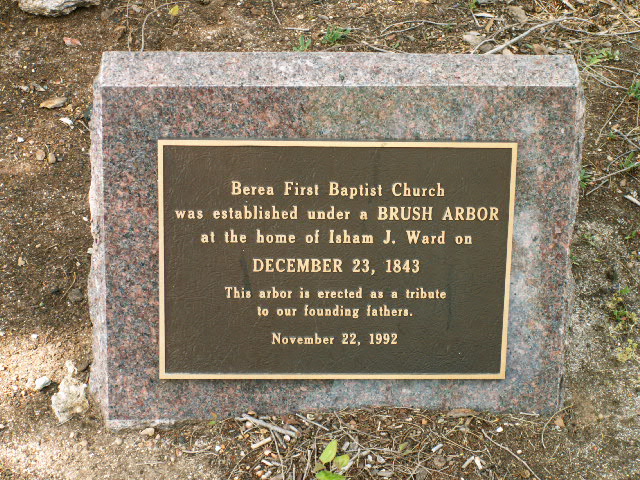 Berea First Baptist Church
was established under a BRUSH ARBOR
at the home of Isham J. Ward on
DECEMBER 23, 1843
This arbor is erected as a tribute
to our founding fathers.
November 22, 1992